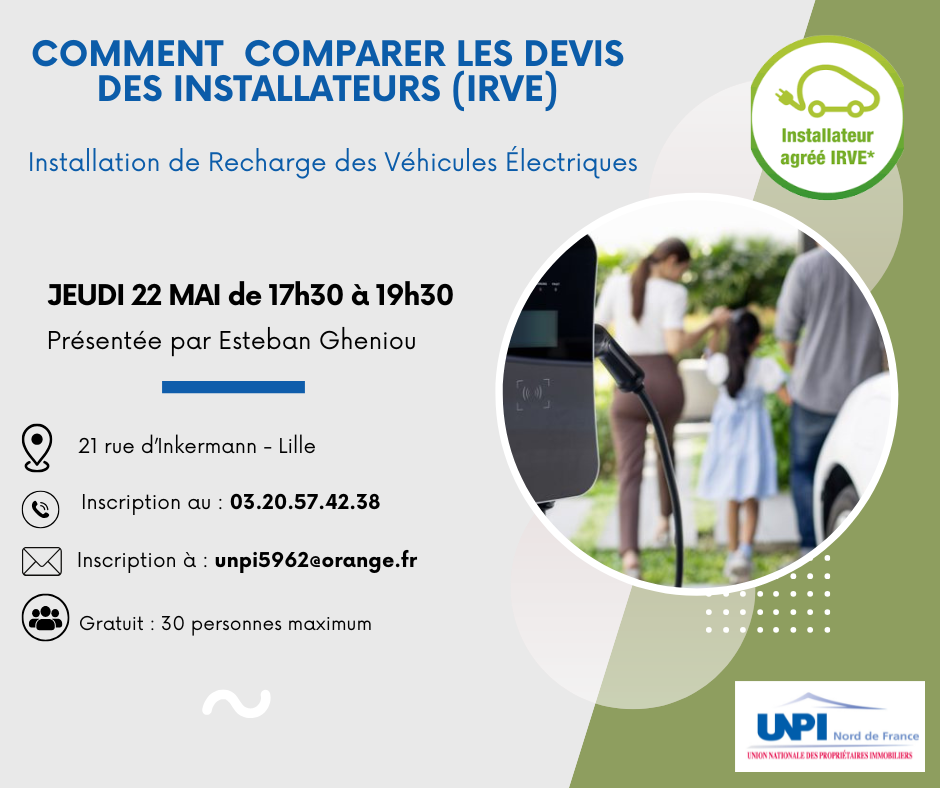 COMMENT COMPARER LES DEVIS
DES INSTALLATEURS (IRVE)
Installation de Recharge des Véhicules Électriques
Installateur
agréé IRVE*
JEUDI 22 MAI de 17h30 à 19h30
Présentée par Esteban Gheniou
21 rue d'Inkermann - Lille
Inscription au : 03.20.57.42.38
Inscription à : unpi5962@orange.fr
Gratuit : 30 personnes maximum
UNPI Nord de France
UNION NATIONALE DES PROPRIÉTAIRES IMMOBILIERS